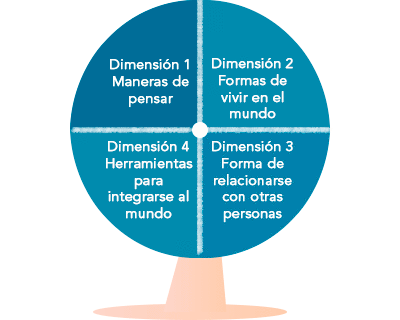 Dimensión 1
Maneras de
pensar
Dimensión 2
Formas de
vivir en el
mundo
Dimensión 4
Herramientas
para
integrarse al
mundo
Dimensión 3
Forma de
relacionarse
con otras
personas